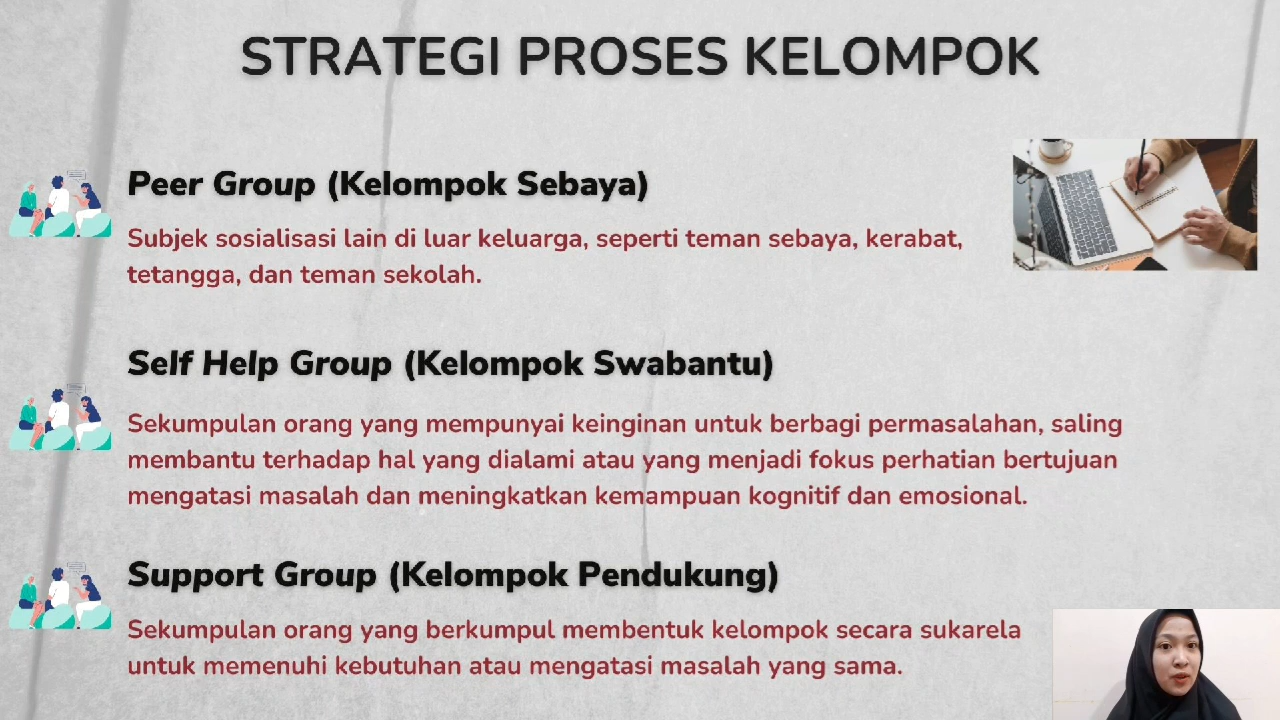 STRATEGI PROSES KELOMPOK
Peer Group (Kelompok Sebaya)
Subjek sosialisasi lain di luar keluarga, seperti teman sebaya, kerabat,
tetangga, dan teman sekolah.
Self Help Group (Kelompok Swabantu)
Sekumpulan orang yang mempunyai keinginan untuk berbagi permasalahan, saling
membantu terhadap hal yang dialami atau yang menjadi fokus perhatian bertujuan
mengatasi masalah dan meningkatkan kemampuan kognitif dan emosional.
Support Group (Kelompok Pendukung)
Sekumpulan orang yang berkumpul membentuk kelompok secara sukarela
untuk memenuhi kebutuhan atau mengatasi masalah yang sama.